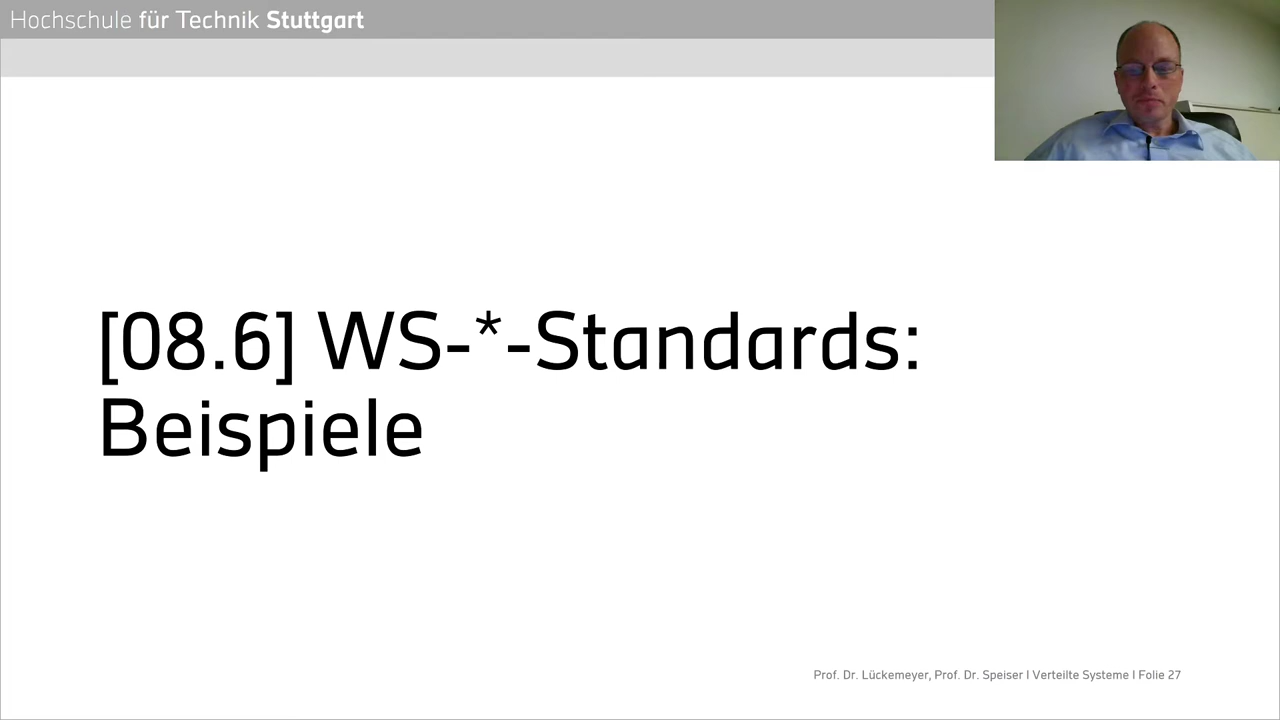 Hochschule für Technik Stuttgart
[08.6] WS-*-Standards:
Beispiele
Prof. Dr. Lückemeyer, Prof. Dr. Speiser I Verteilte Systeme I Folie 27